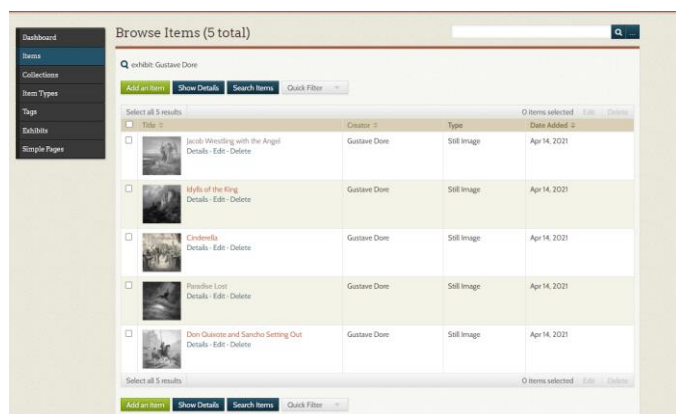 Browse Items (5 total)
...
Dashboard
Items
Collections
Item Types
Tags
Exhibits
Simple Pages
exhibit: Gustave Dore
Add an Item Show Details Search Items Quick Filter
Select all 5 results 0 items selected Edit Delete
Title Creator Type Date Added
Jacob Wrestling with the Angel Gustave Dore Still Image Apr 14, 2021
Details · Edit · Delete
Idylls of the King Gustave Dore Still Image Apr 14, 2021
Details · Edit · Delete
Cinderella Gustave Dore Still Image Apr 14, 2021
Details · Edit · Delete
Paradise Lost Gustave Dore Still Image Apr 14, 2021
Details · Edit · Delete
Don Quixote and Sancho Setting Out Gustave Dore Still Image Apr 14, 2021
Details · Edit · Delete
Select all 5 results 0 items selected Edit Delete
Add an Item Show Details Search Items Quick Filter